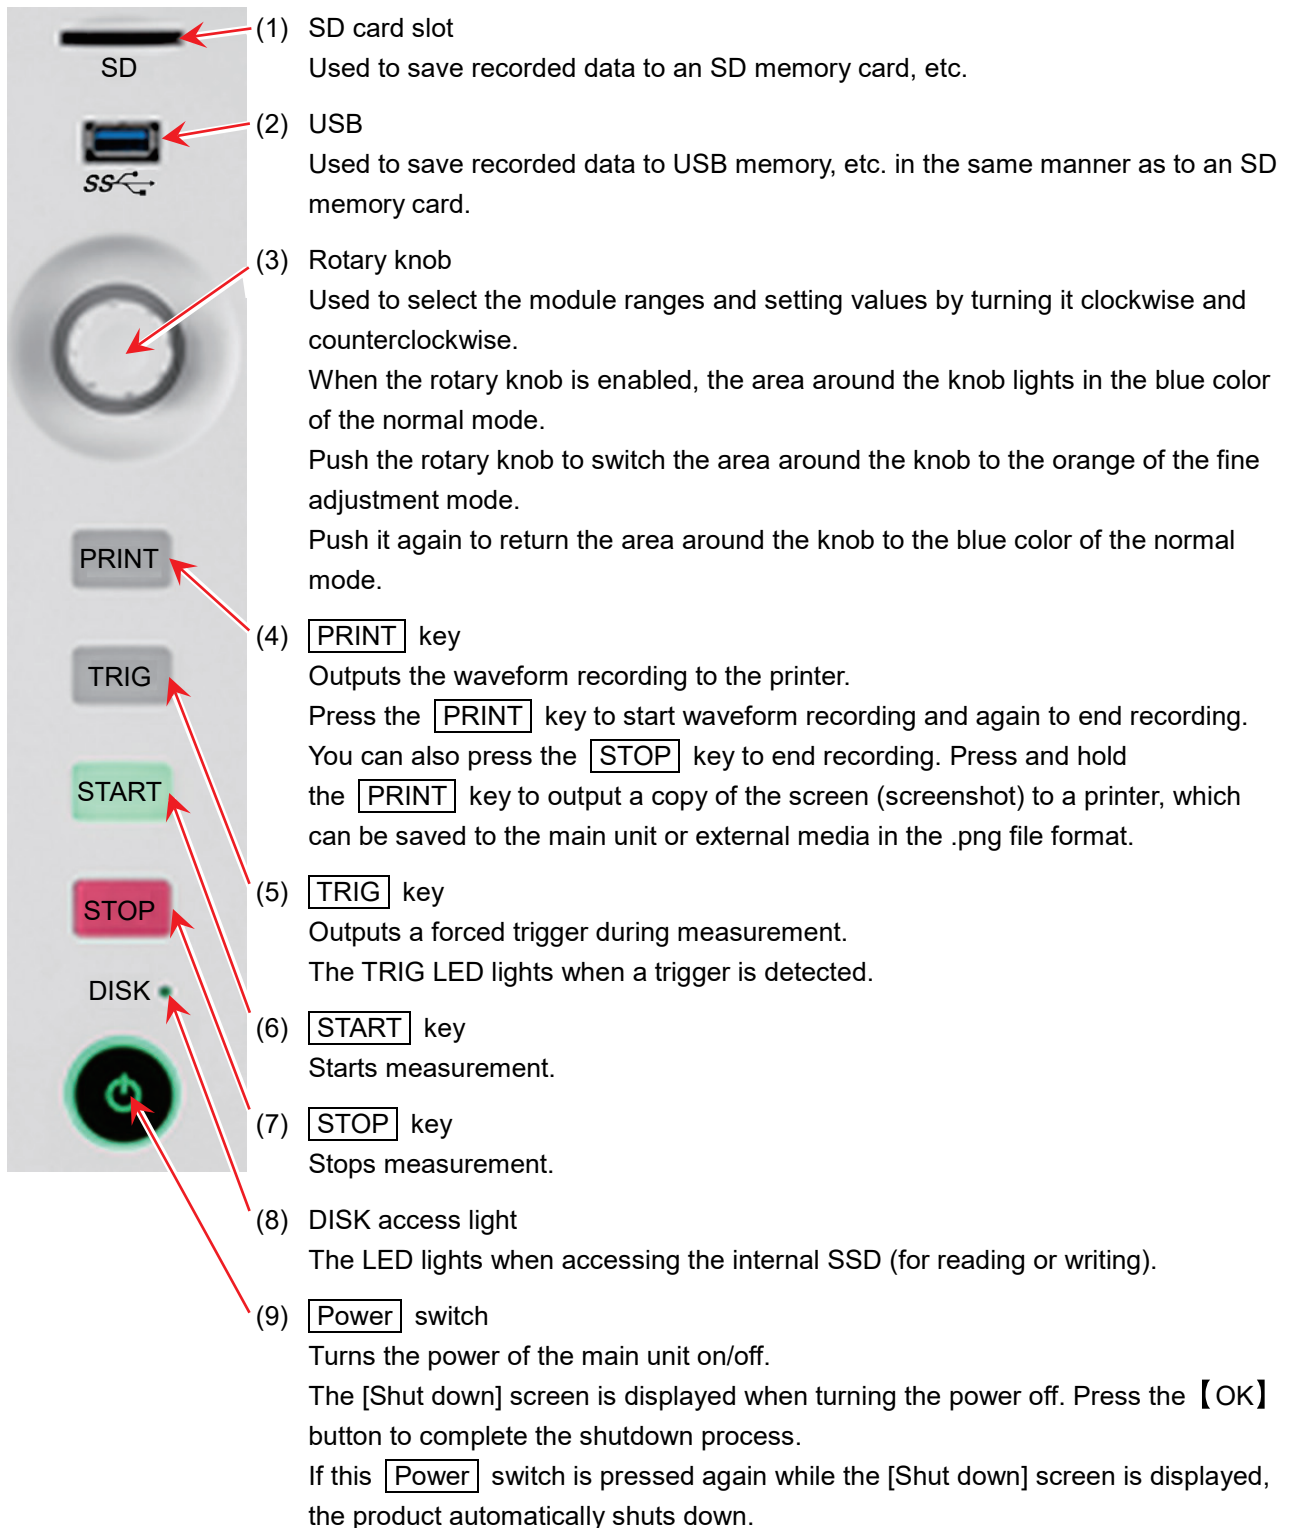 (1) SD card slot
SD
Used to save recorded data to an SD memory card, etc.
(2) USB
Used to save recorded data to USB memory, etc. in the same manner as to an SD
SS
memory card.
(3) Rotary knob
Used to select the module ranges and setting values by turning it clockwise and
counterclockwise.
When the rotary knob is enabled, the area around the knob lights in the blue color
of the normal mode.
Push the rotary knob to switch the area around the knob to the orange of the fine
adjustment mode.
Push it again to return the area around the knob to the blue color of the normal
mode.
PRINT
(4) PRINT key
Outputs the waveform recording to the printer.
Press the PRINT key to start waveform recording and again to end recording.
You can also press the STOP key to end recording. Press and hold
the PRINT key to output a copy of the screen (screenshot) to a printer, which
can be saved to the main unit or external media in the .png file format.
TRIG
START
(5) TRIG key
Outputs a forced trigger during measurement.
The TRIG LED lights when a trigger is detected.
STOP
DISK
(6) START key
Starts measurement.
(7) STOP key
Stops measurement.
(8) DISK access light
The LED lights when accessing the internal SSD (for reading or writing).
(9) Power switch
Turns the power of the main unit on/off.
The [Shut down] screen is displayed when turning the power off. Press the【OK】
button to complete the shutdown process.
If this Power switch is pressed again while the [Shut down] screen is displayed,
the product automatically shuts down.